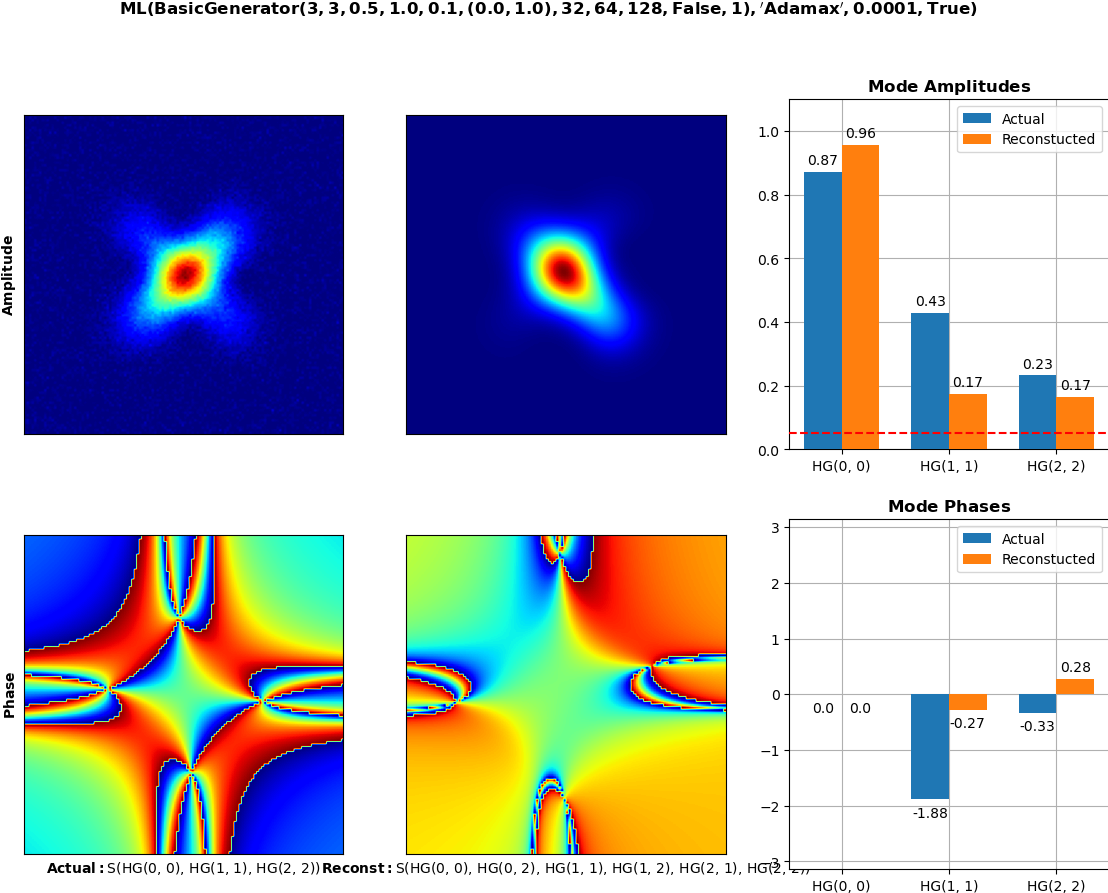 ML(BasicGenerator(3, 3, 0.5, 1.0, 0.1, (0.0, 1.0), 32, 64, 128, False, 1), ′Adamax′, 0.0001, True)
Amplitude
Mode Amplitudes
Actual
Reconstucted
1.0
0.8
0.6
0.4
0.2
0.0
0.87
0.96
0.43
0.17
0.23
0.17
HG(0, 0)
HG(1, 1)
HG(2, 2)
Phase
Mode Phases
Actual
Reconstucted
3
2
1
0
−1
−2
−3
0.0
0.0
-1.88
-0.27
-0.33
0.28
HG(0, 0)
HG(1, 1)
HG(2, 2)
Actual: S(HG(0, 0), HG(1, 1), HG(2, 2))
Reconst: S(HG(0, 0), HG(0, 2), HG(1, 1), HG(1, 2), HG(2, 1), HG(2, 2))